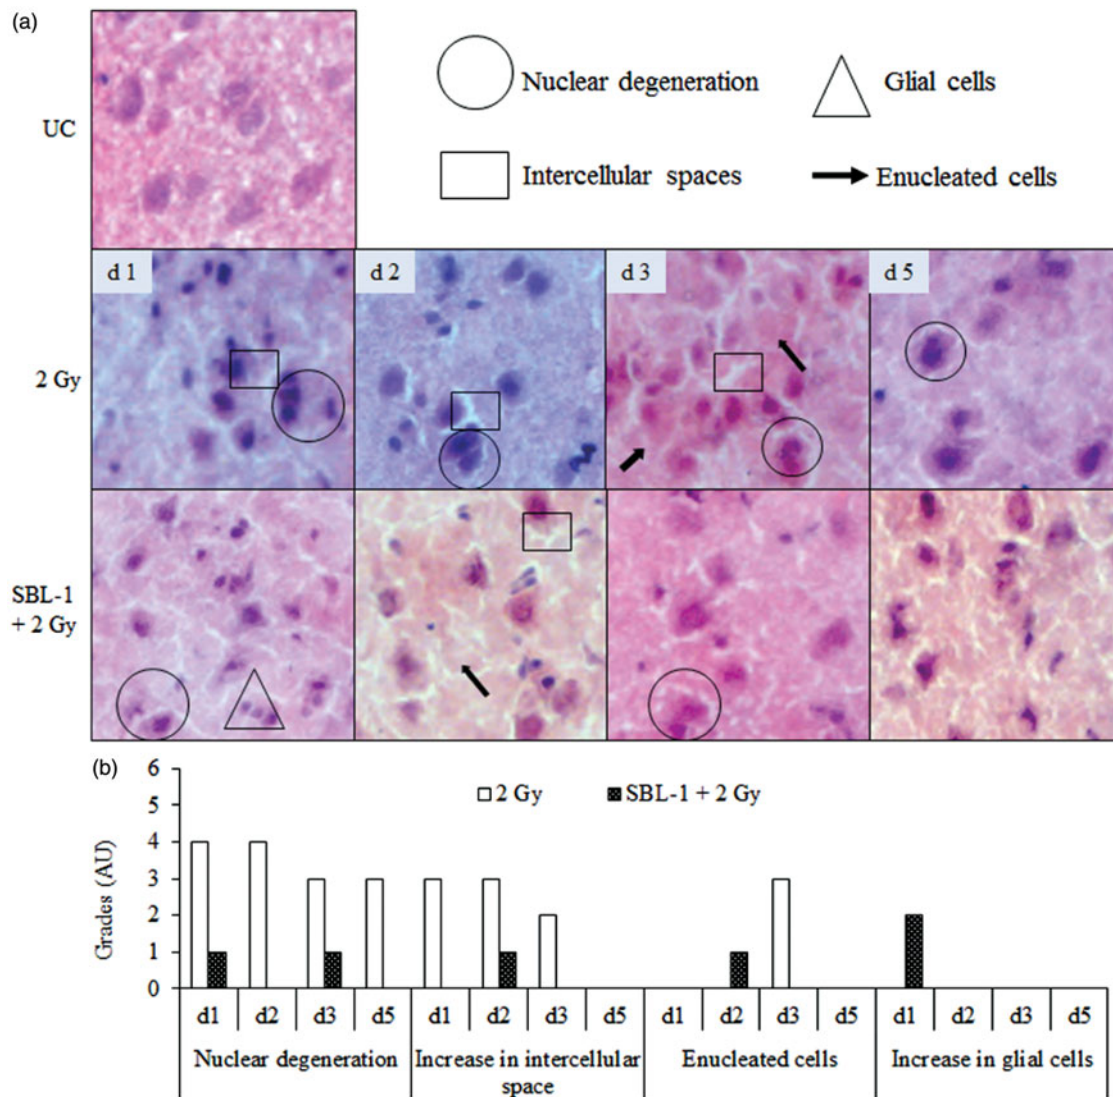 (a)
UC
Nuclear degeneration
Glial cells
Intercellular spaces
Enucleated cells
2 Gy
d 1
d 2
d 3
d 5
SBL-1
+ 2 Gy
(b)
6
5
4
3
2
1
0
Grades (AU)
2 Gy
SBL-1 + 2 Gy
d1 d2 d3 d5 d1 d2 d3 d5 d1 d2 d3 d5 d1 d2 d3 d5
Nuclear degeneration
Increase in intercellular
space
Enucleated cells
Increase in glial cells